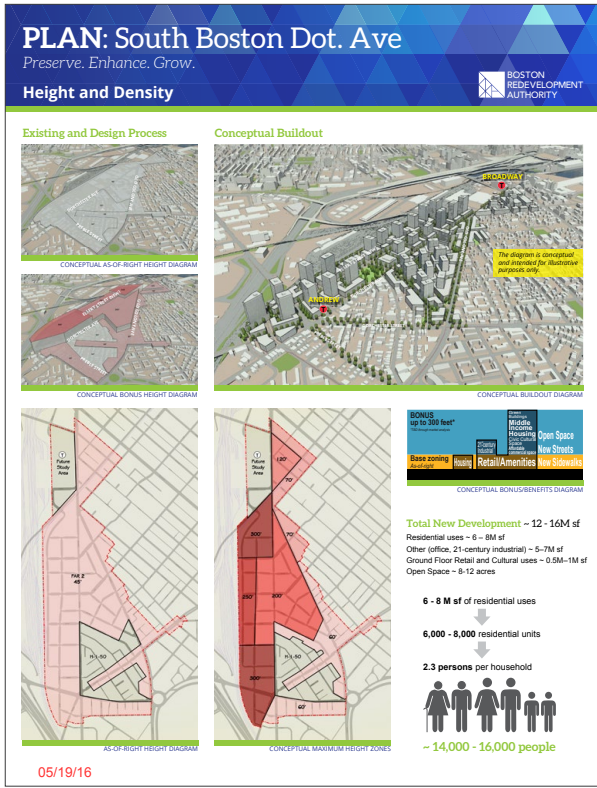 PLAN: South Boston Dot. Ave
Preserve. Enhance. Grow.
Height and Density
BOSTON
REDEVELOPMENT
AUTHORITY
Existing and Design Process
CONCEPTUAL AS-OF-RIGHT HEIGHT DIAGRAM
CONCEPTUAL BONUS HEIGHT DIAGRAM
Conceptual Buildout
BROADWAY
T
The diagram is conceptual
and intended for illustrative
purposes only.
ANDREW
T
CONCEPTUAL BUILDOUT DIAGRAM
T
Future
Study
Area
FAR 2
45'
AS-OF-RIGHT HEIGHT DIAGRAM
T
Future
Study
Area
120'
70'
300'
70'
250'
200'
60'
300'
60'
CONCEPTUAL MAXIMUM HEIGHT ZONES
BONUS
up to 300 feet*
Base zoning
As-of-right
Housing
21st Century
Industrial
Retail/Amenities
Green
Buildings
Middle
Income
Housing
Civic Cultural
Space
Open Space
New Streets
New Sidewalks
CONCEPTUAL BONUS/BENEFITS DIAGRAM
Total New Development ~ 12 - 16M sf
Residential uses ~ 6 – 8M sf
Other (office, 21-century industrial) ~ 5–7M sf
Ground Floor Retail and Cultural uses ~ 0.5M–1M sf
Open Space ~ 8-12 acres
6 - 8 M sf of residential uses
6,000 - 8,000 residential units
2.3 persons per household
~ 14,000 - 16,000 people
05/19/16